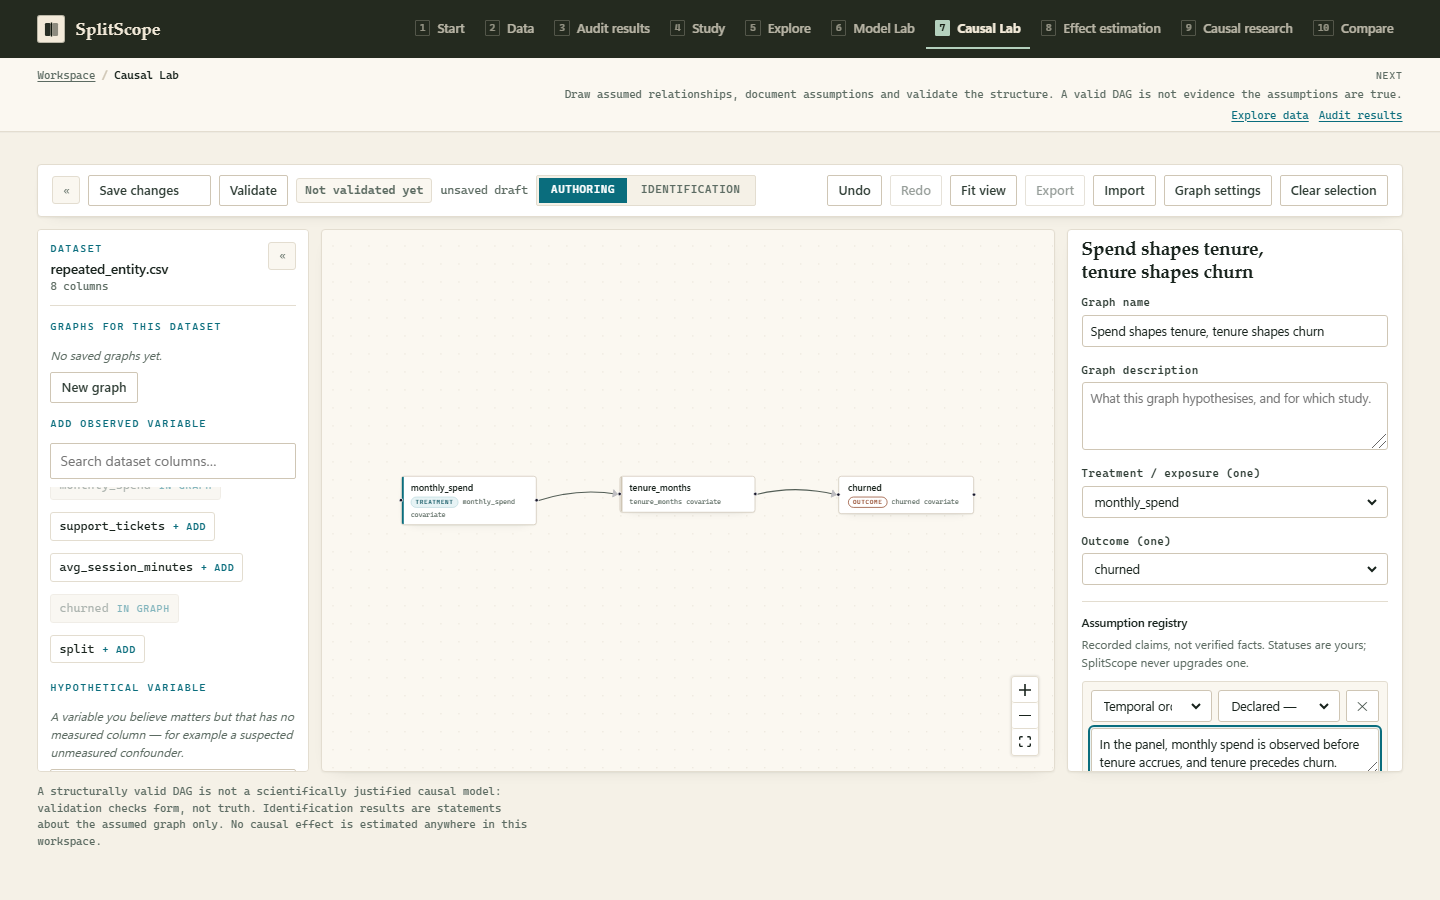 SplitScope
1 Start
2 Data
3 Audit results
4 Study
5 Explore
6 Model Lab
7 Causal Lab
8 Effect estimation
9 Causal research
10 Compare
Workspace / Causal Lab
NEXT
Draw assumed relationships, document assumptions and validate the structure. A valid DAG is not evidence the assumptions are true.
Explore data Audit results
«
Save changes
Validate
Not validated yet
unsaved draft
AUTHORING
IDENTIFICATION
Undo
Redo
Fit view
Export
Import
Graph settings
Clear selection
DATASET
«
repeated_entity.csv
8 columns
GRAPHS FOR THIS DATASET
No saved graphs yet.
New graph
ADD OBSERVED VARIABLE
Search dataset columns...
monthly_spend IN GRAPH
support_tickets + ADD
avg_session_minutes + ADD
churned IN GRAPH
split + ADD
HYPOTHETICAL VARIABLE
A variable you believe matters but that has no
measured column — for example a suspected
unmeasured confounder.
monthly_spend
TREATMENT monthly_spend
covariate
tenure_months
tenure_months covariate
churned
OUTCOME churned covariate
Spend shapes tenure,
tenure shapes churn
Graph name
Spend shapes tenure, tenure shapes churn
Graph description
What this graph hypothesises, and for which study.
Treatment / exposure (one)
monthly_spend
Outcome (one)
churned
Assumption registry
Recorded claims, not verified facts. Statuses are yours;
SplitScope never upgrades one.
Temporal orc
Declared —
In the panel, monthly spend is observed before
tenure accrues, and tenure precedes churn.
A structurally valid DAG is not a scientifically justified causal model:
validation checks form, not truth. Identification results are statements
about the assumed graph only. No causal effect is estimated anywhere in this
workspace.